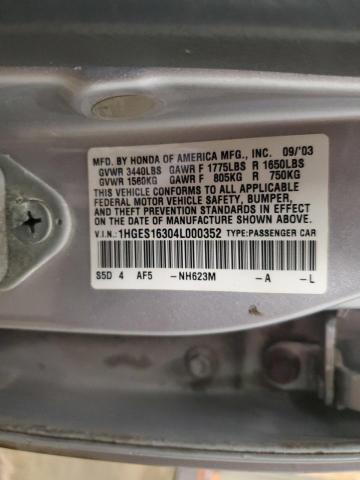 MFD. BY HONDA OF AMERICA MFG., INC. 09/'03
GVWR 3440LBS GAWR F 1775LBS R 1650LBS
GVWR 1560KG GAWR F 805KG R 750KG
THIS VEHICLE CONFORMS TO ALL APPLICABLE
FEDERAL MOTOR VEHICLE SAFETY, BUMPER,
AND THEFT PREVENTION STANDARDS IN EFFECT
ON THE DATE OF MANUFACTURE SHOWN ABOVE.
V.I.N.: 1HGES16304L000352 TYPE:PASSENGER CAR
S5D 4 AF5 -NH623M -A -L